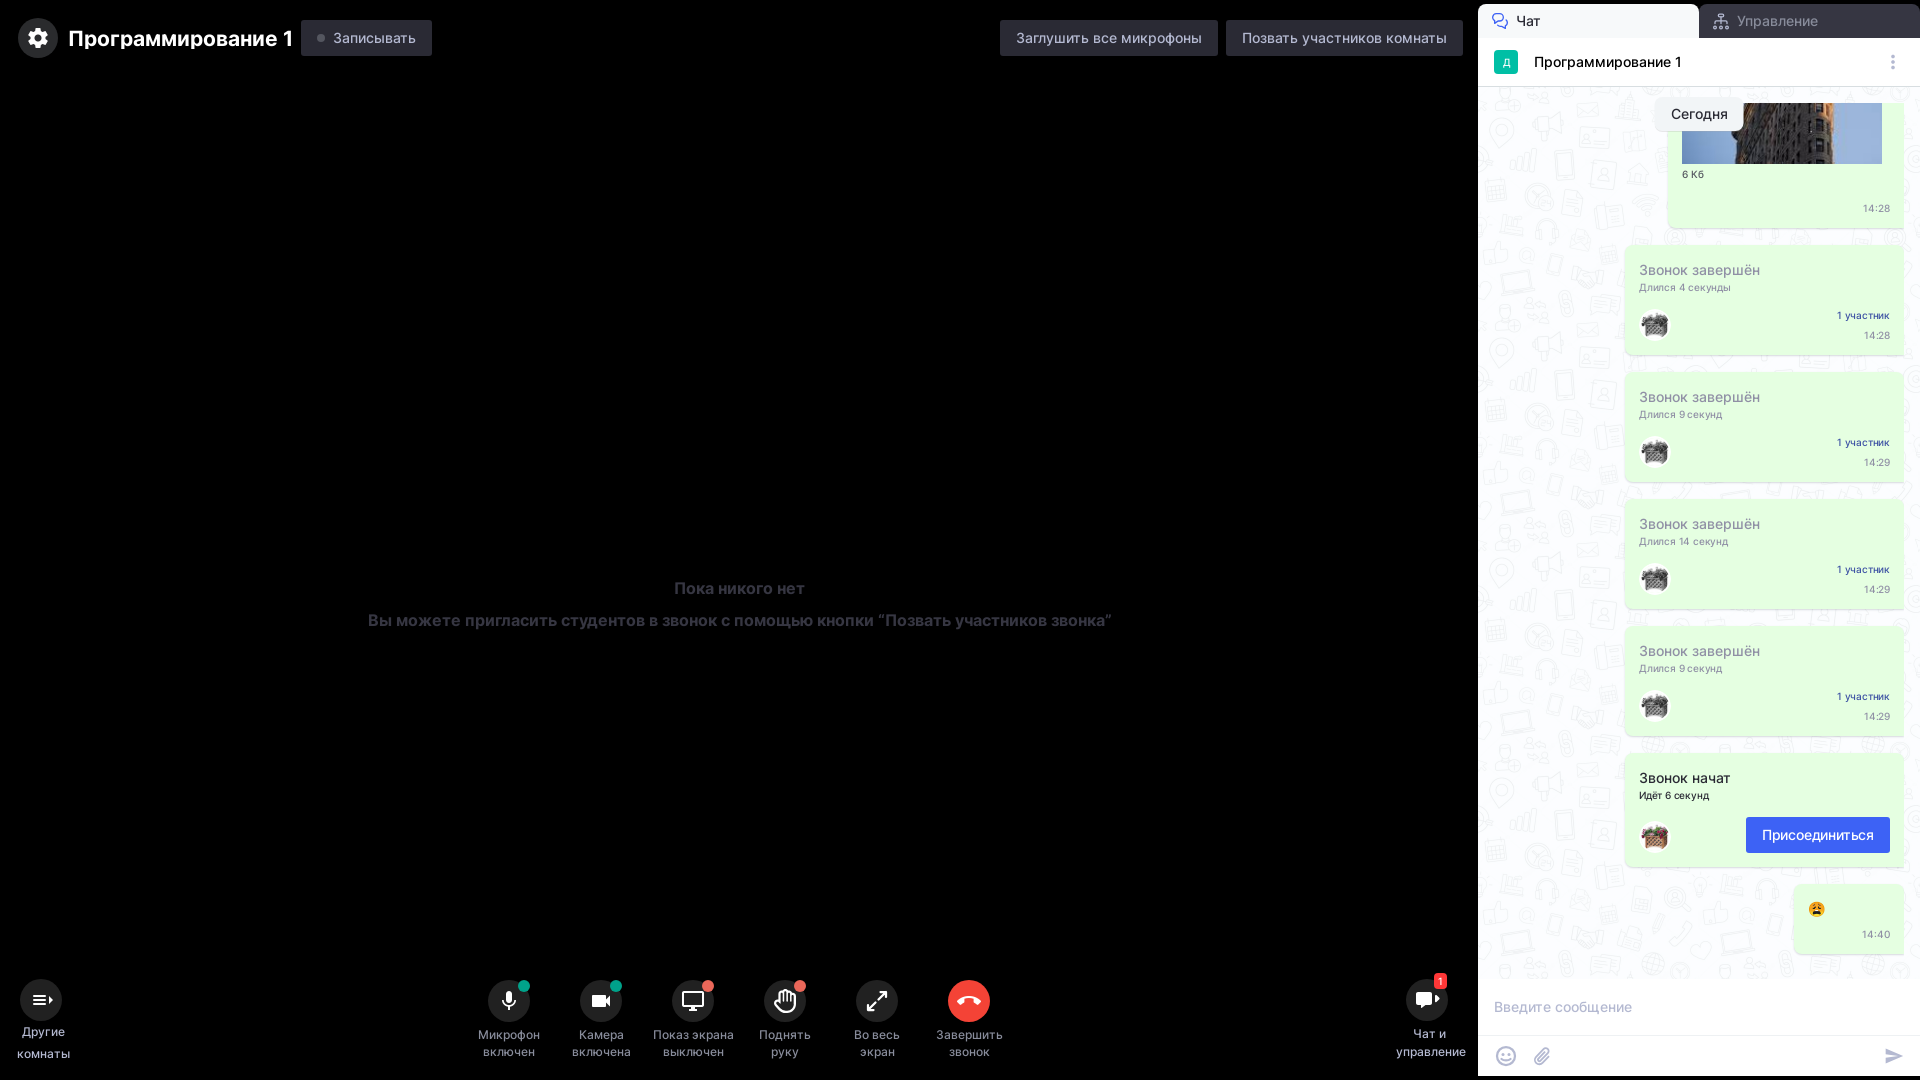 Программирование 1
Записывать
Заглушить все микрофоны
Позвать участников комнаты
Пока никого нет
Вы можете пригласить студентов в звонок с помощью кнопки “Позвать участников звонка”
Другие
комнаты
Микрофон
включен
Камера
включена
Показ экрана
выключен
Поднять
руку
Во весь
экран
Завершить
звонок
1
Чат и
управление
Чат
Управление
Д
Программирование 1
Сегодня
6 Кб
14:28
Звонок завершён
Длился 4 секунды
1 участник
14:28
Звонок завершён
Длился 9 секунд
1 участник
14:29
Звонок завершён
Длился 14 секунд
1 участник
14:29
Звонок завершён
Длился 9 секунд
1 участник
14:29
Звонок начат
Идёт 6 секунд
Присоединиться
14:40
Введите сообщение